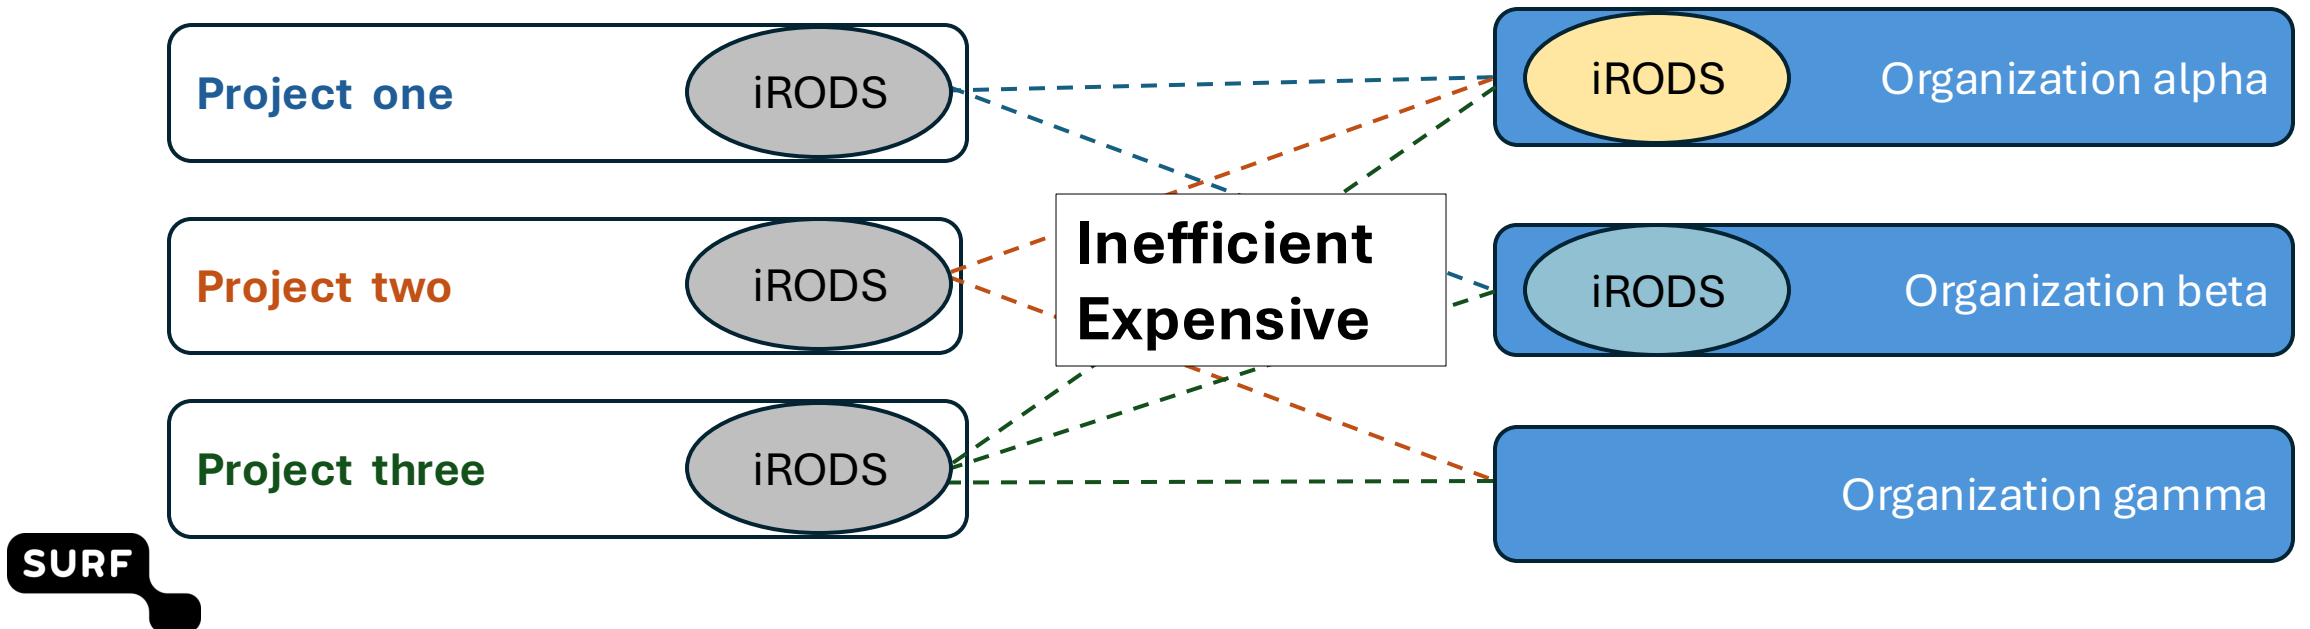 Project one
iRODS
iRODS
Organization alpha
Project two
iRODS
Inefficient
Expensive
iRODS
Organization beta
Project three
iRODS
Organization gamma
SURF